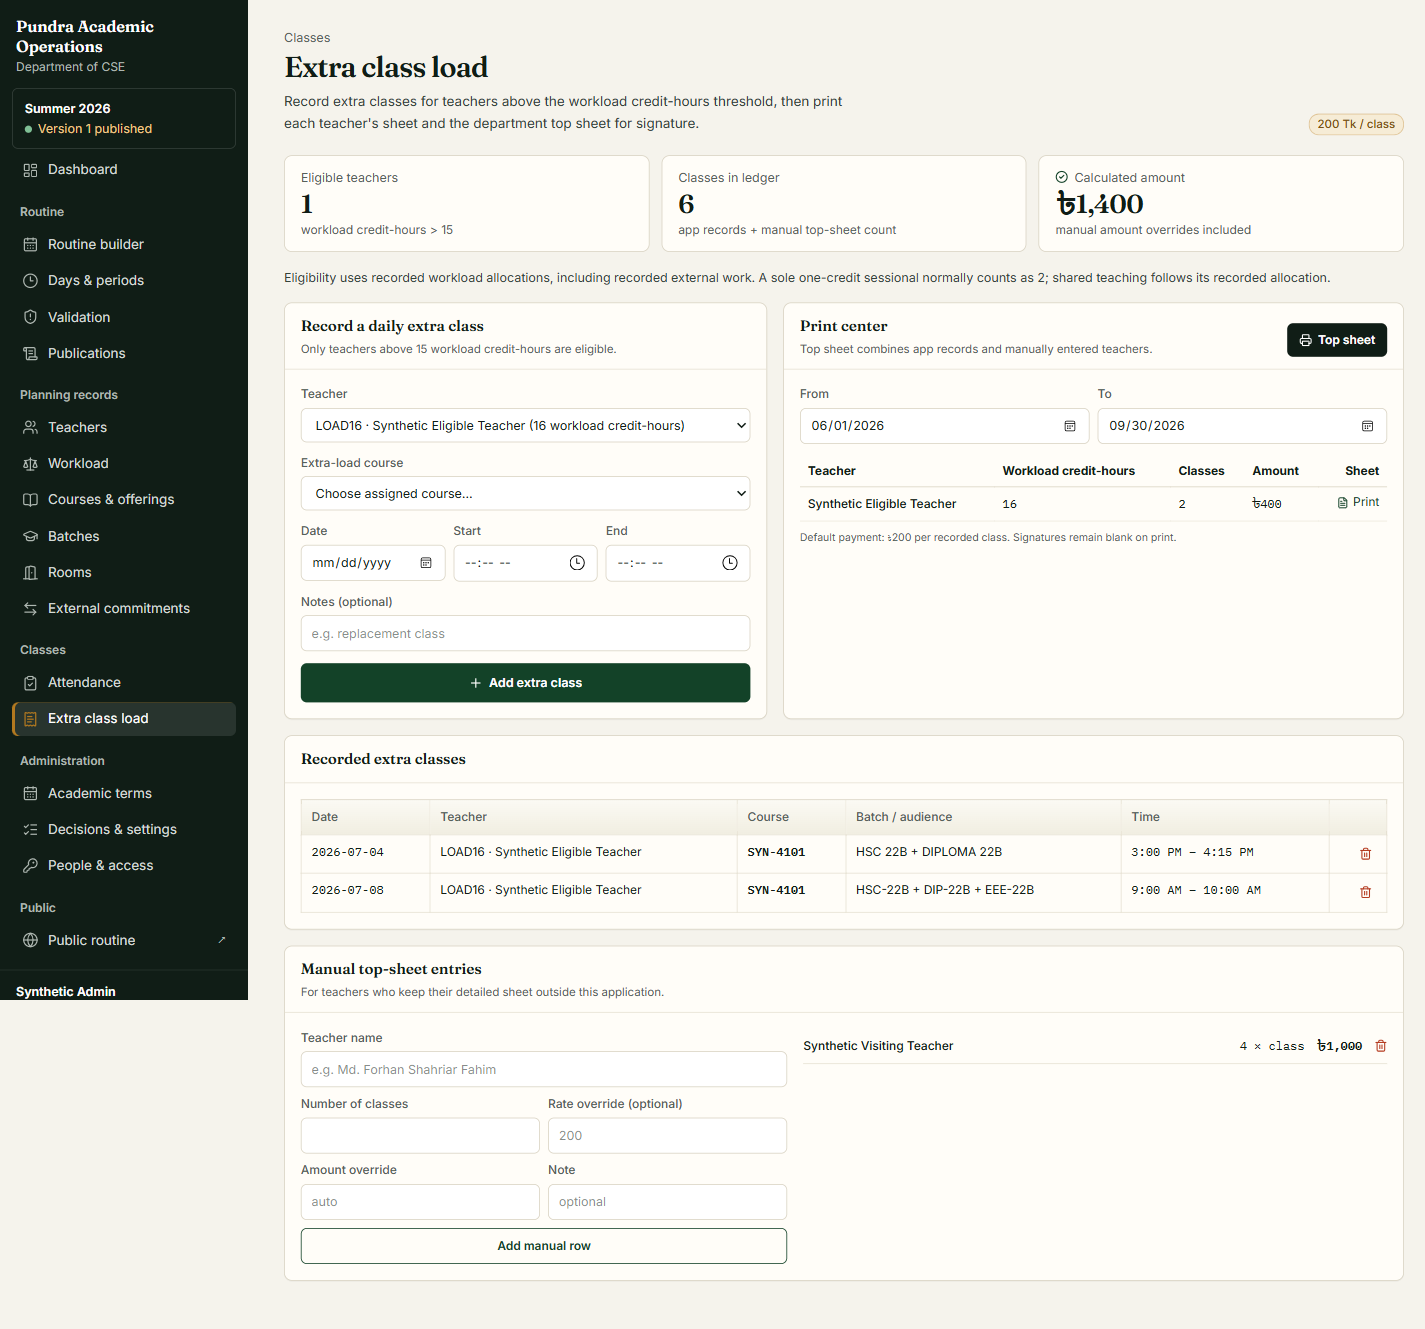 Pundra Academic
Operations
Department of CSE
Summer 2026
Version 1 published
Dashboard
Routine
Routine builder
Days & periods
Validation
Publications
Planning records
Teachers
Workload
Courses & offerings
Batches
Rooms
External commitments
Classes
Attendance
Extra class load
Administration
Academic terms
Decisions & settings
People & access
Public
Public routine ↗
Synthetic Admin
Classes
Extra class load
Record extra classes for teachers above the workload credit-hours threshold, then print
each teacher's sheet and the department top sheet for signature.
200 Tk / class
Eligible teachers
1
workload credit-hours > 15
Classes in ledger
6
app records + manual top-sheet count
Calculated amount
৳1,400
manual amount overrides included
Eligibility uses recorded workload allocations, including recorded external work. A sole one-credit sessional normally counts as 2; shared teaching follows its recorded allocation.
Record a daily extra class
Only teachers above 15 workload credit-hours are eligible.
Teacher
LOAD16 · Synthetic Eligible Teacher (16 workload credit-hours)
Extra-load course
Choose assigned course...
Date Start End
mm/dd/yyyy --:-- -- --:-- --
Notes (optional)
e.g. replacement class
+ Add extra class
Print center
Top sheet combines app records and manually entered teachers.
Top sheet
From To
06/01/2026 09/30/2026
Teacher Workload credit-hours Classes Amount Sheet
Synthetic Eligible Teacher 16 2 ৳400 Print
Default payment: ৳200 per recorded class. Signatures remain blank on print.
Recorded extra classes
Date Teacher Course Batch / audience Time
2026-07-04 LOAD16 · Synthetic Eligible Teacher SYN-4101 HSC 22B + DIPLOMA 22B 3:00 PM – 4:15 PM
2026-07-08 LOAD16 · Synthetic Eligible Teacher SYN-4101 HSC-22B + DIP-22B + EEE-22B 9:00 AM – 10:00 AM
Manual top-sheet entries
For teachers who keep their detailed sheet outside this application.
Teacher name
e.g. Md. Forhan Shahriar Fahim
Number of classes Rate override (optional)
200
Amount override Note
auto optional
Add manual row
Synthetic Visiting Teacher 4 × class ৳1,000